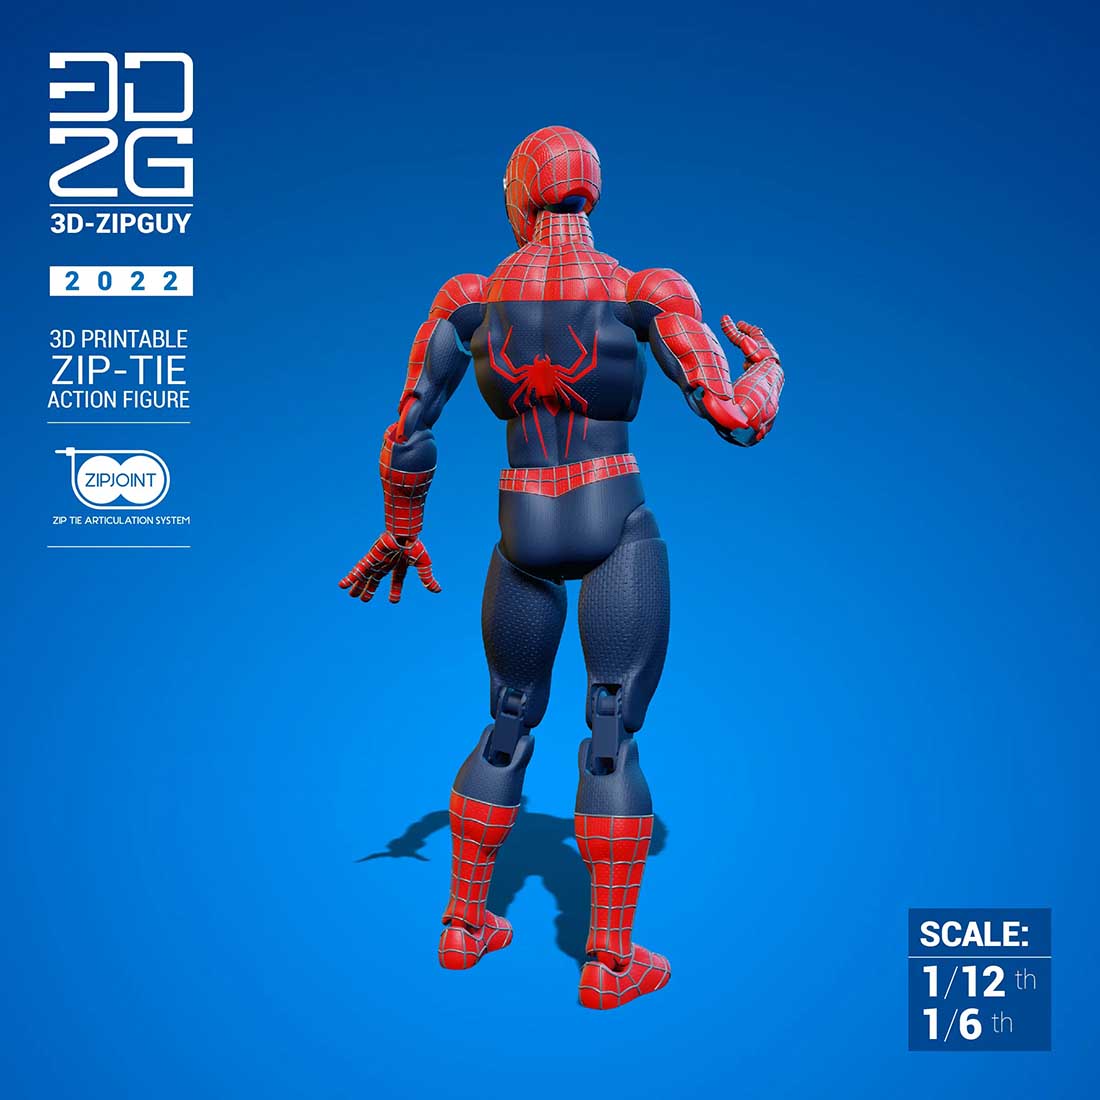 3D
ZG
3D-ZIPGUY
2022
3D PRINTABLE
ZIP-TIE
ACTION FIGURE
ZIPJOINT
ZIP TIE ARTICULATION SYSTEM
SCALE:
1/12 th
1/6 th